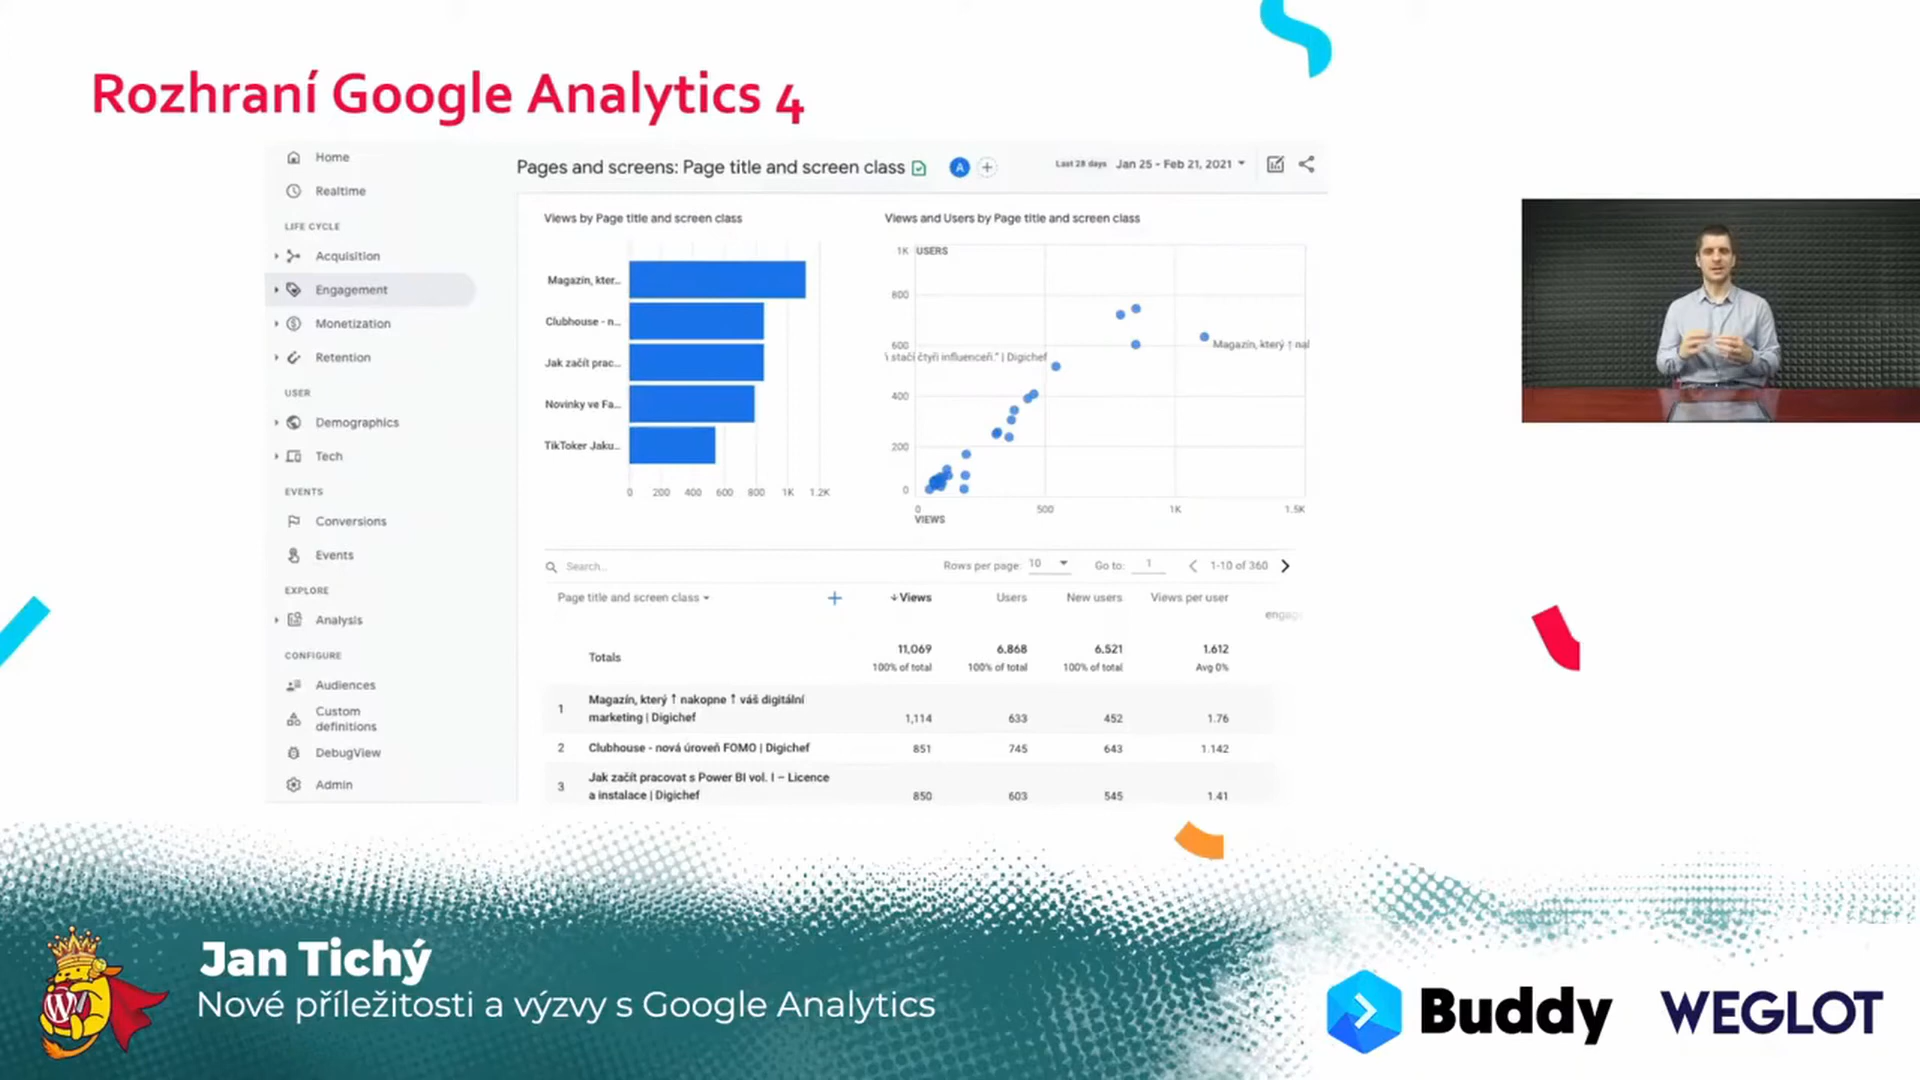 Rozhraní Google Analytics 4
Home
Realtime
LIFE CYCLE
Acquisition
Engagement
Monetization
Retention
USER
Demographics
Tech
EVENTS
Conversions
Events
EXPLORE
Analysis
CONFIGURE
Audiences
Custom
definitions
DebugView
Admin
Pages and screens: Page title and screen class
A
Last 28 days Jan 25 - Feb 21, 2021
Views by Page title and screen class
Magazín, kter...
Clubhouse - n...
Jak začít prac...
Novinky ve Fa...
TikToker Jaku...
0 200 400 600 800 1K 1.2K
Views and Users by Page title and screen class
1K USERS
800
600
400
200
0
Magazín, který ↑ nal
stačí čtyři influenceři." | Digichef
0 500 1K 1.5K
VIEWS
Search...
Rows per page: 10 Go to: 1 1-10 of 360
Page title and screen class + ↓Views Users New users Views per user
engag
Totals 11,069 6.868 6.521 1.612
100% of total 100% of total 100% of total Avg 0%
1 Magazín, který ↑ nakopne ↑ váš digitální
marketing | Digichef 1,114 633 452 1.76
2 Clubhouse - nová úroveň FOMO | Digichef 851 745 643 1.142
3 Jak začít pracovat s Power BI vol. I – Licence
a instalace | Digichef 850 603 545 1.41
Jan Tichý
Nové příležitosti a výzvy s Google Analytics
W
Buddy
WEGLOT